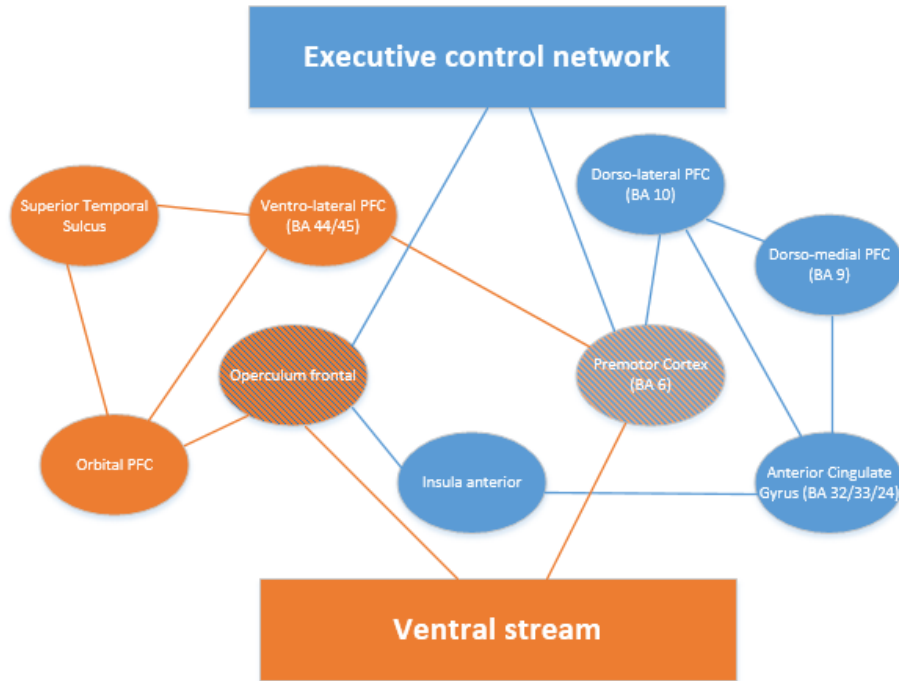 Executive control network
Dorso-lateral PFC
(BA 10)
Superior Temporal
Sulcus
Ventro-lateral PFC
(BA 44/45)
Dorso-medial PFC
(BA 9)
Operculum frontal
Premotor Cortex
(BA 6)
Orbital PFC
Insula anterior
Anterior Cingulate
Gyrus (BA 32/33/24)
Ventral stream